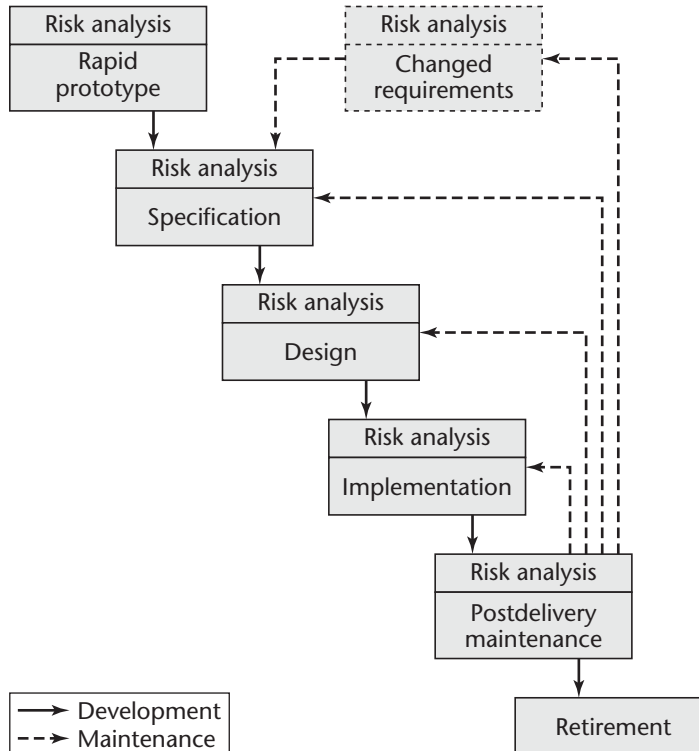 Risk analysis
Rapid
prototype
Risk analysis
Changed
requirements
Risk analysis
Specification
Risk analysis
Design
Risk analysis
Implementation
Risk analysis
Postdelivery
maintenance
Development
Maintenance
Retirement